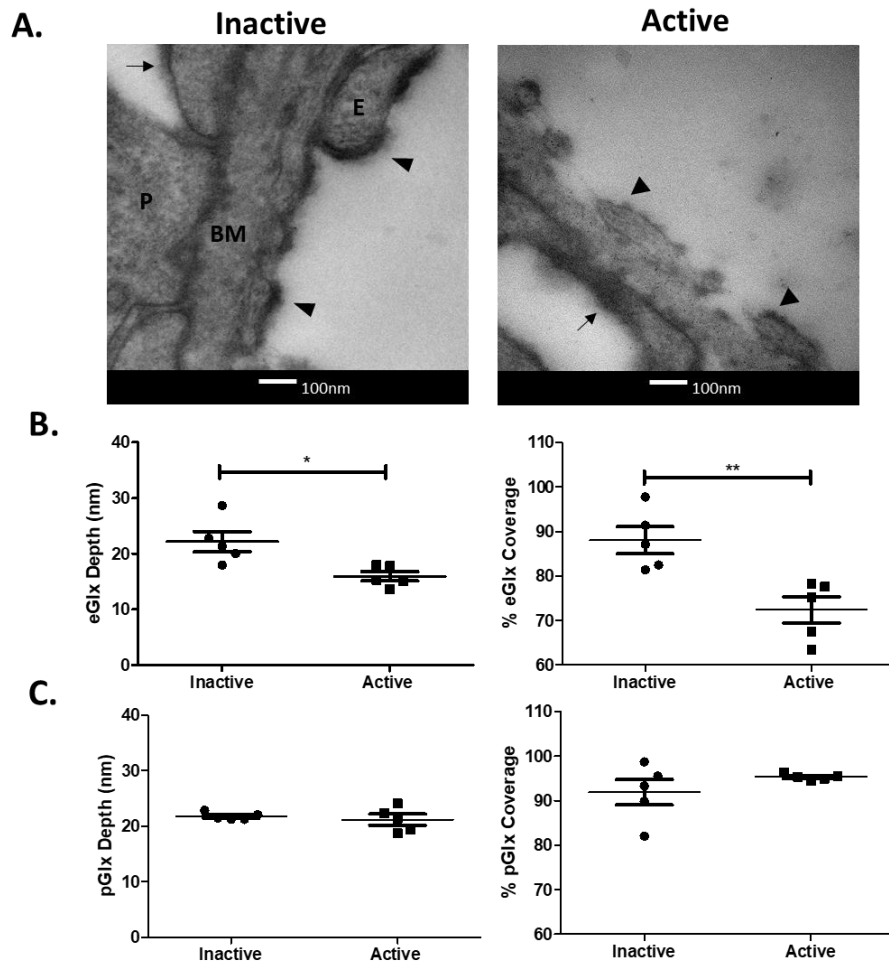 A.
Inactive
Active
E
P
BM
100nm
100nm
B.
eGlx Depth (nm)
40
30
20
10
0
*
Inactive
Active
% eGlx Coverage
110
100
90
80
70
60
**
Inactive
Active
C.
pGlx Depth (nm)
40
30
20
10
0
Inactive
Active
% pGlx Coverage
110
100
90
80
70
60
Inactive
Active